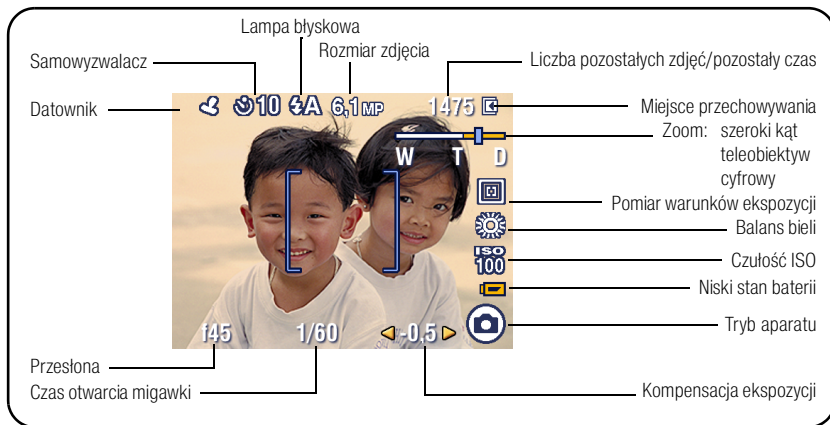 Lampa błyskowa
Rozmiar zdjęcia
Samowyzwalacz
Liczba pozostałych zdjęć/pozostały czas
Datownik
10 A 6,1 MP 1475
Miejsce przechowywania
Zoom: szeroki kąt
teleobiektyw
cyfrowy
W T D
Pomiar warunków ekspozycji
Balans bieli
ISO
100
Czułość ISO
Niski stan baterii
Tryb aparatu
f45 1/60 -0,5
Przesłona
Czas otwarcia migawki
Kompensacja ekspozycji